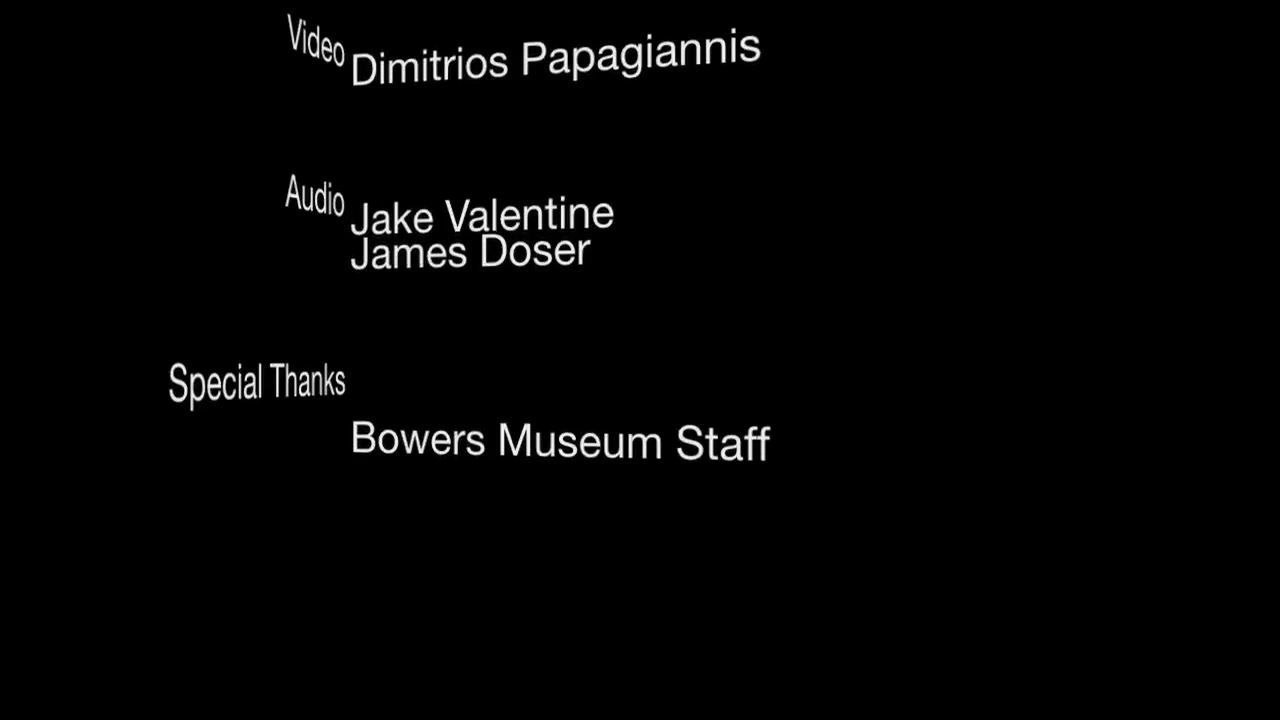 Video
Dimitrios Papagiannis
Audio
Jake Valentine
James Doser
Special Thanks
Bowers Museum Staff